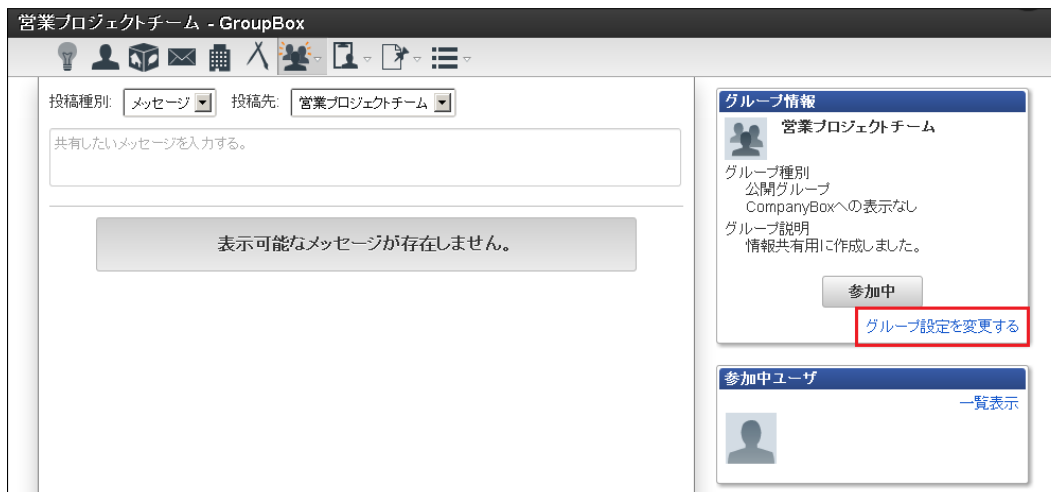 営業プロジェクトチーム - GroupBox
投稿種別: メッセージ 投稿先: 営業プロジェクトチーム
共有したいメッセージを入力する。
表示可能なメッセージが存在しません。
グループ情報
営業プロジェクトチーム
グループ種別
公開グループ
CompanyBoxへの表示なし
グループ説明
情報共有用に作成しました。
参加中
グループ設定を変更する
参加中ユーザ
一覧表示